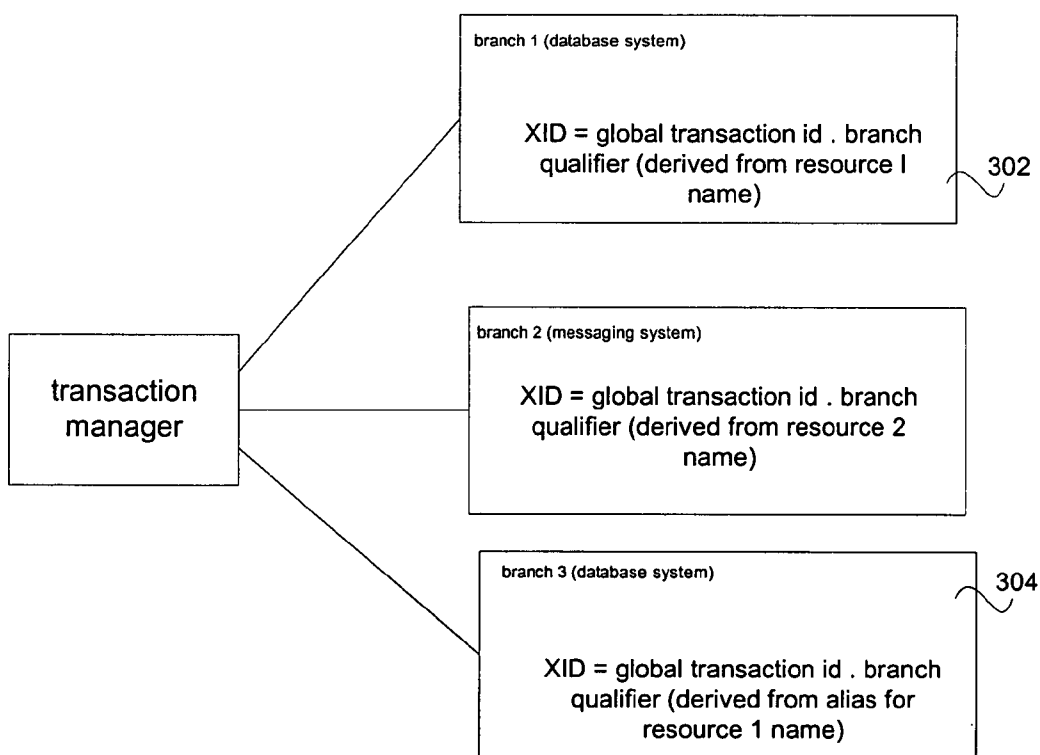 branch 1 (database system)
XID = global transaction id . branch
qualifier (derived from resource I
name)
302
branch 2 (messaging system)
transaction
manager
XID = global transaction id . branch
qualifier (derived from resource 2
name)
branch 3 (database system)
304
XID = global transaction id . branch
qualifier (derived from alias for
resource 1 name)